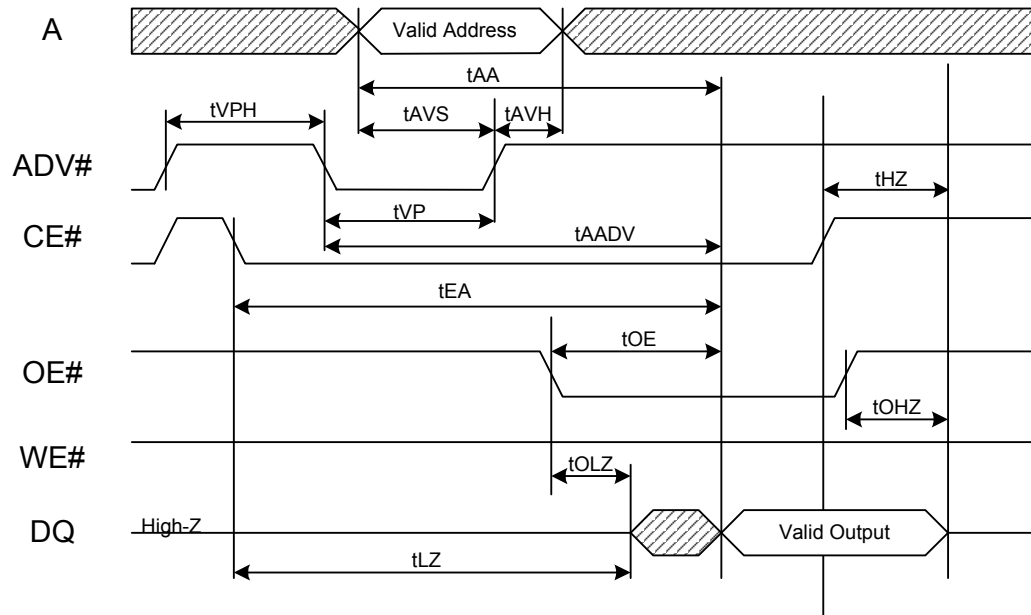 A
Valid Address
tAA
tVPH
tAVS
tAVH
ADV#
tHZ
tVP
CE#
tAADV
tEA
tOE
OE#
tOHZ
WE#
tOLZ
DQ
High-Z
Valid Output
tLZ